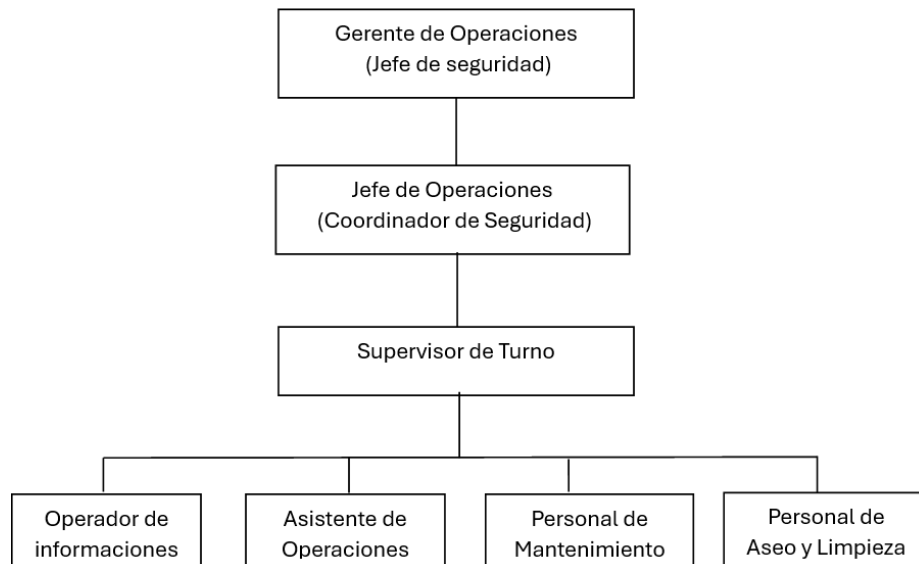 Gerente de Operaciones
(Jefe de seguridad)
Jefe de Operaciones
(Coordinador de Seguridad)
Supervisor de Turno
Operador de
informaciones
Asistente de
Operaciones
Personal de
Mantenimiento
Personal de
Aseo y Limpieza